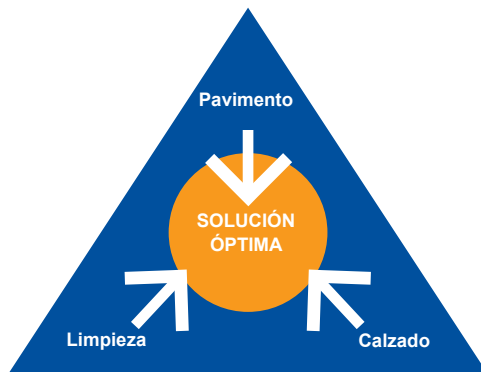 Pavimento
SOLUCIÓN
ÓPTIMA
Limpieza
Calzado